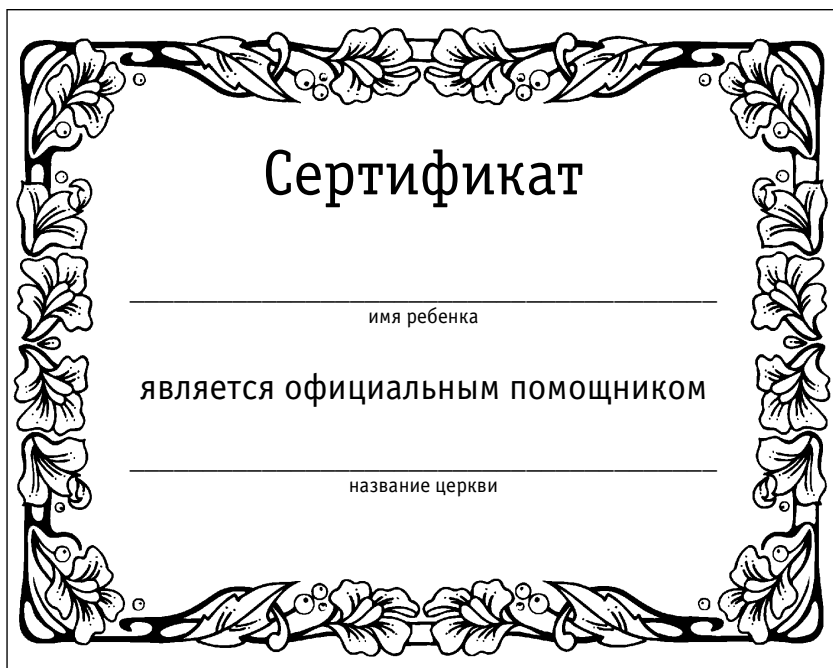 Сертификат
имя ребенка
является официальным помощником
название церкви